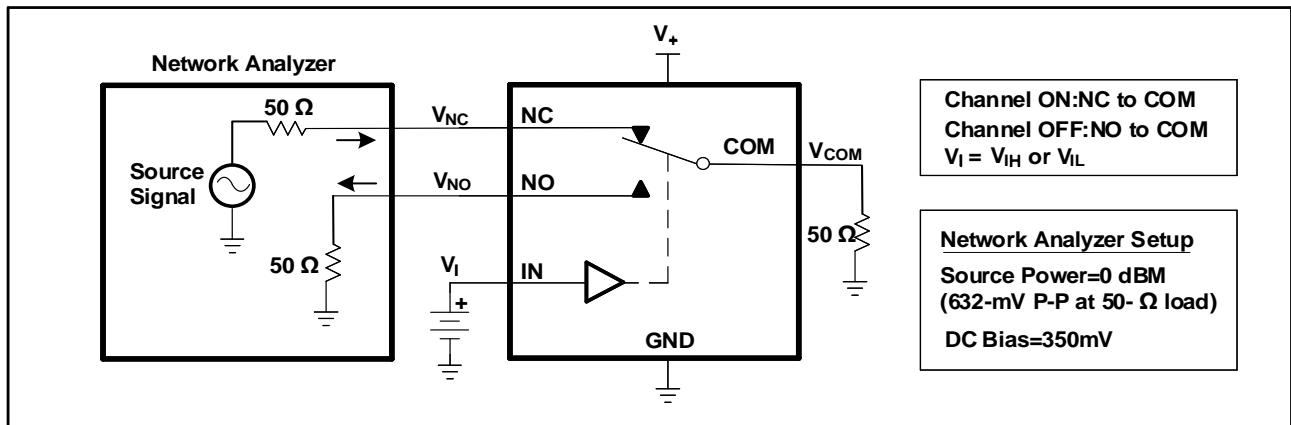 V+
Network Analyzer
50 Ω
VNC
NC
Source
Signal
COM
VCOM
VNO
NO
50 Ω
50 Ω
VI
IN
+
GND
Channel ON:NC to COM
Channel OFF:NO to COM
VI = VIH or VIL
Network Analyzer Setup
Source Power=0 dBM
(632-mV P-P at 50- Ω load)
DC Bias=350mV